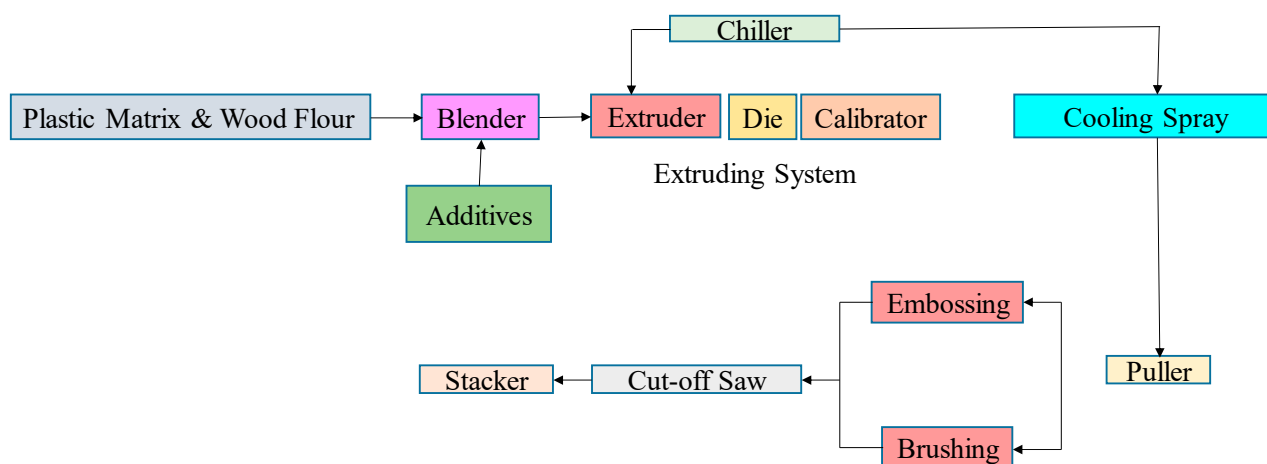 Chiller
Plastic Matrix & Wood Flour
Blender
Extruder
Die
Calibrator
Cooling Spray
Extruding System
Additives
Embossing
Stacker
Cut-off Saw
Puller
Brushing